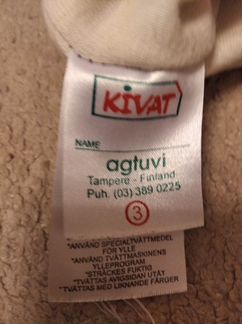 KIVAT
NAME
agtuvi
Tampere - Finland
Puh. (03) 389 0225
3
*ANVÄND SPECIALTVÄTTMEDEL
FÖR YLLE
*ANVÄND TVÄTTMASKINENS
YLLEPROGRAM
*STRÄCKES FUKTIG
*TVÄTTAS AVIGSIDAN UTÅT
*TVÄTTAS MED LIKNANDE FÄRGER